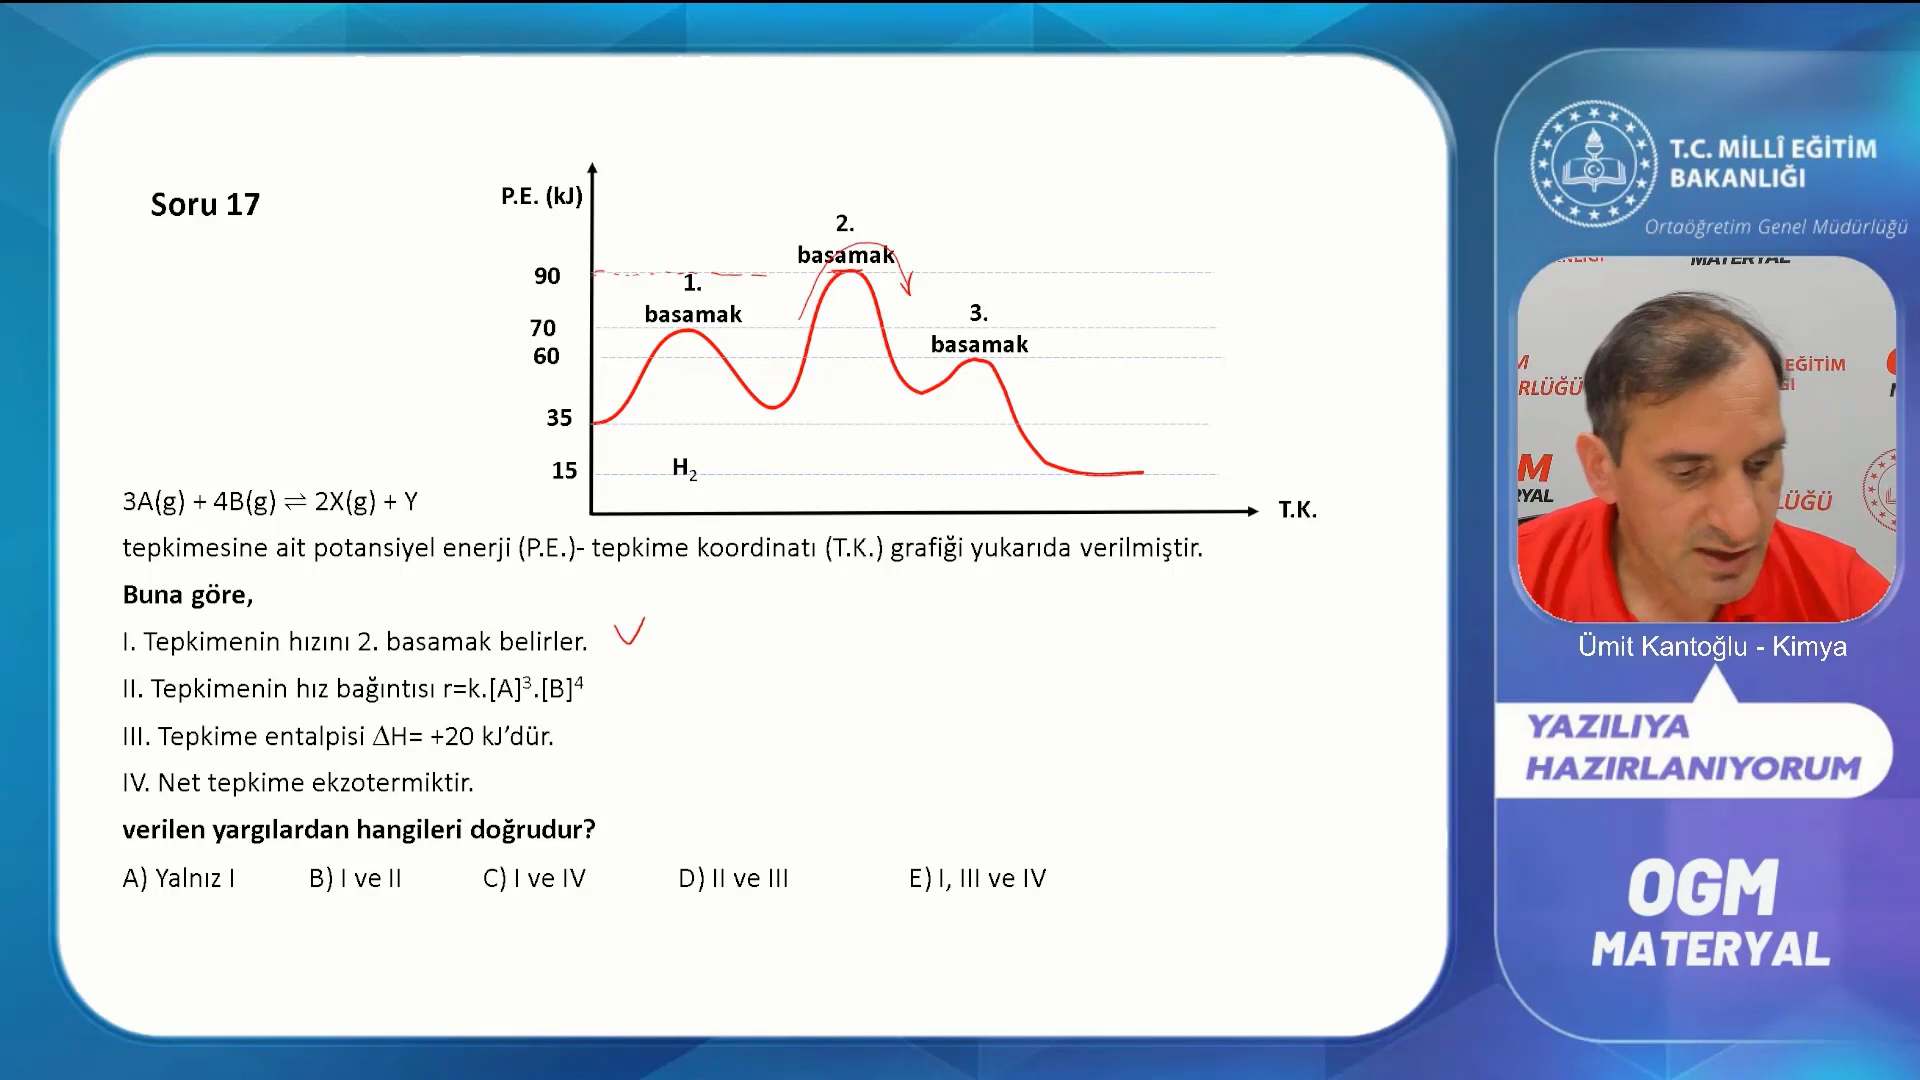 Soru 17
P.E. (kJ)
2.
basamak
90
1.
basamak
3.
basamak
70
60
35
15
H₂
T.K.
3A(g) + 4B(g) ⇌ 2X(g) + Y
tepkimesine ait potansiyel enerji (P.E.)- tepkime koordinatı (T.K.) grafiği yukarıda verilmiştir.
Buna göre,
I. Tepkimenin hızını 2. basamak belirler.
II. Tepkimenin hız bağıntısı r=k.[A]³.[B]⁴
III. Tepkime entalpisi ΔH= +20 kJ’dür.
IV. Net tepkime ekzotermiktir.
verilen yargılardan hangileri doğrudur?
A) Yalnız I B) I ve II C) I ve IV D) II ve III E) I, III ve IV
T.C. MİLLÎ EĞİTİM
BAKANLIĞI
Ortaöğretim Genel Müdürlüğü
MATERYAL
EĞİTİM
RLÜĞÜ
Ümit Kantoğlu - Kimya
YAZILIYA
HAZIRLANIYORUM
OGM
MATERYAL